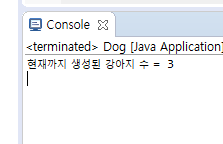 Console
<terminated> Dog [Java Application]
현재까지 생성된 강아지 수 = 3